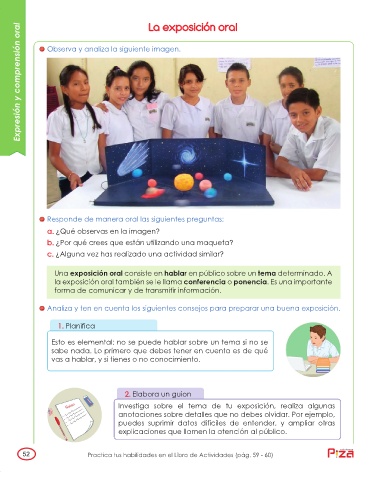 La exposición oral
Expresión y comprensión oral
Observa y analiza la siguiente imagen.
Responde de manera oral las siguientes preguntas:
a. ¿Qué observas en la imagen?
b. ¿Por qué crees que están utilizando una maqueta?
c. ¿Alguna vez has realizado una actividad similar?
Una exposición oral consiste en hablar en público sobre un tema determinado. A
la exposición oral también se le llama conferencia o ponencia. Es una importante
forma de comunicar y de transmitir información.
Analiza y ten en cuenta los siguientes consejos para preparar una buena exposición.
1. Planifica
Esto es elemental: no se puede hablar sobre un tema si no se
sabe nada. Lo primero que debes tener en cuenta es de qué
vas a hablar, y si tienes o no conocimiento.
2. Elabora un guion
Investiga sobre el tema de tu exposición, realiza algunas
anotaciones sobre detalles que no debes olvidar. Por ejemplo,
puedes suprimir datos difíciles de entender, y ampliar otras
explicaciones que llamen la atención al público.
52
Practica tus habilidades en el Libro de Actividades (pág. 59 - 60)